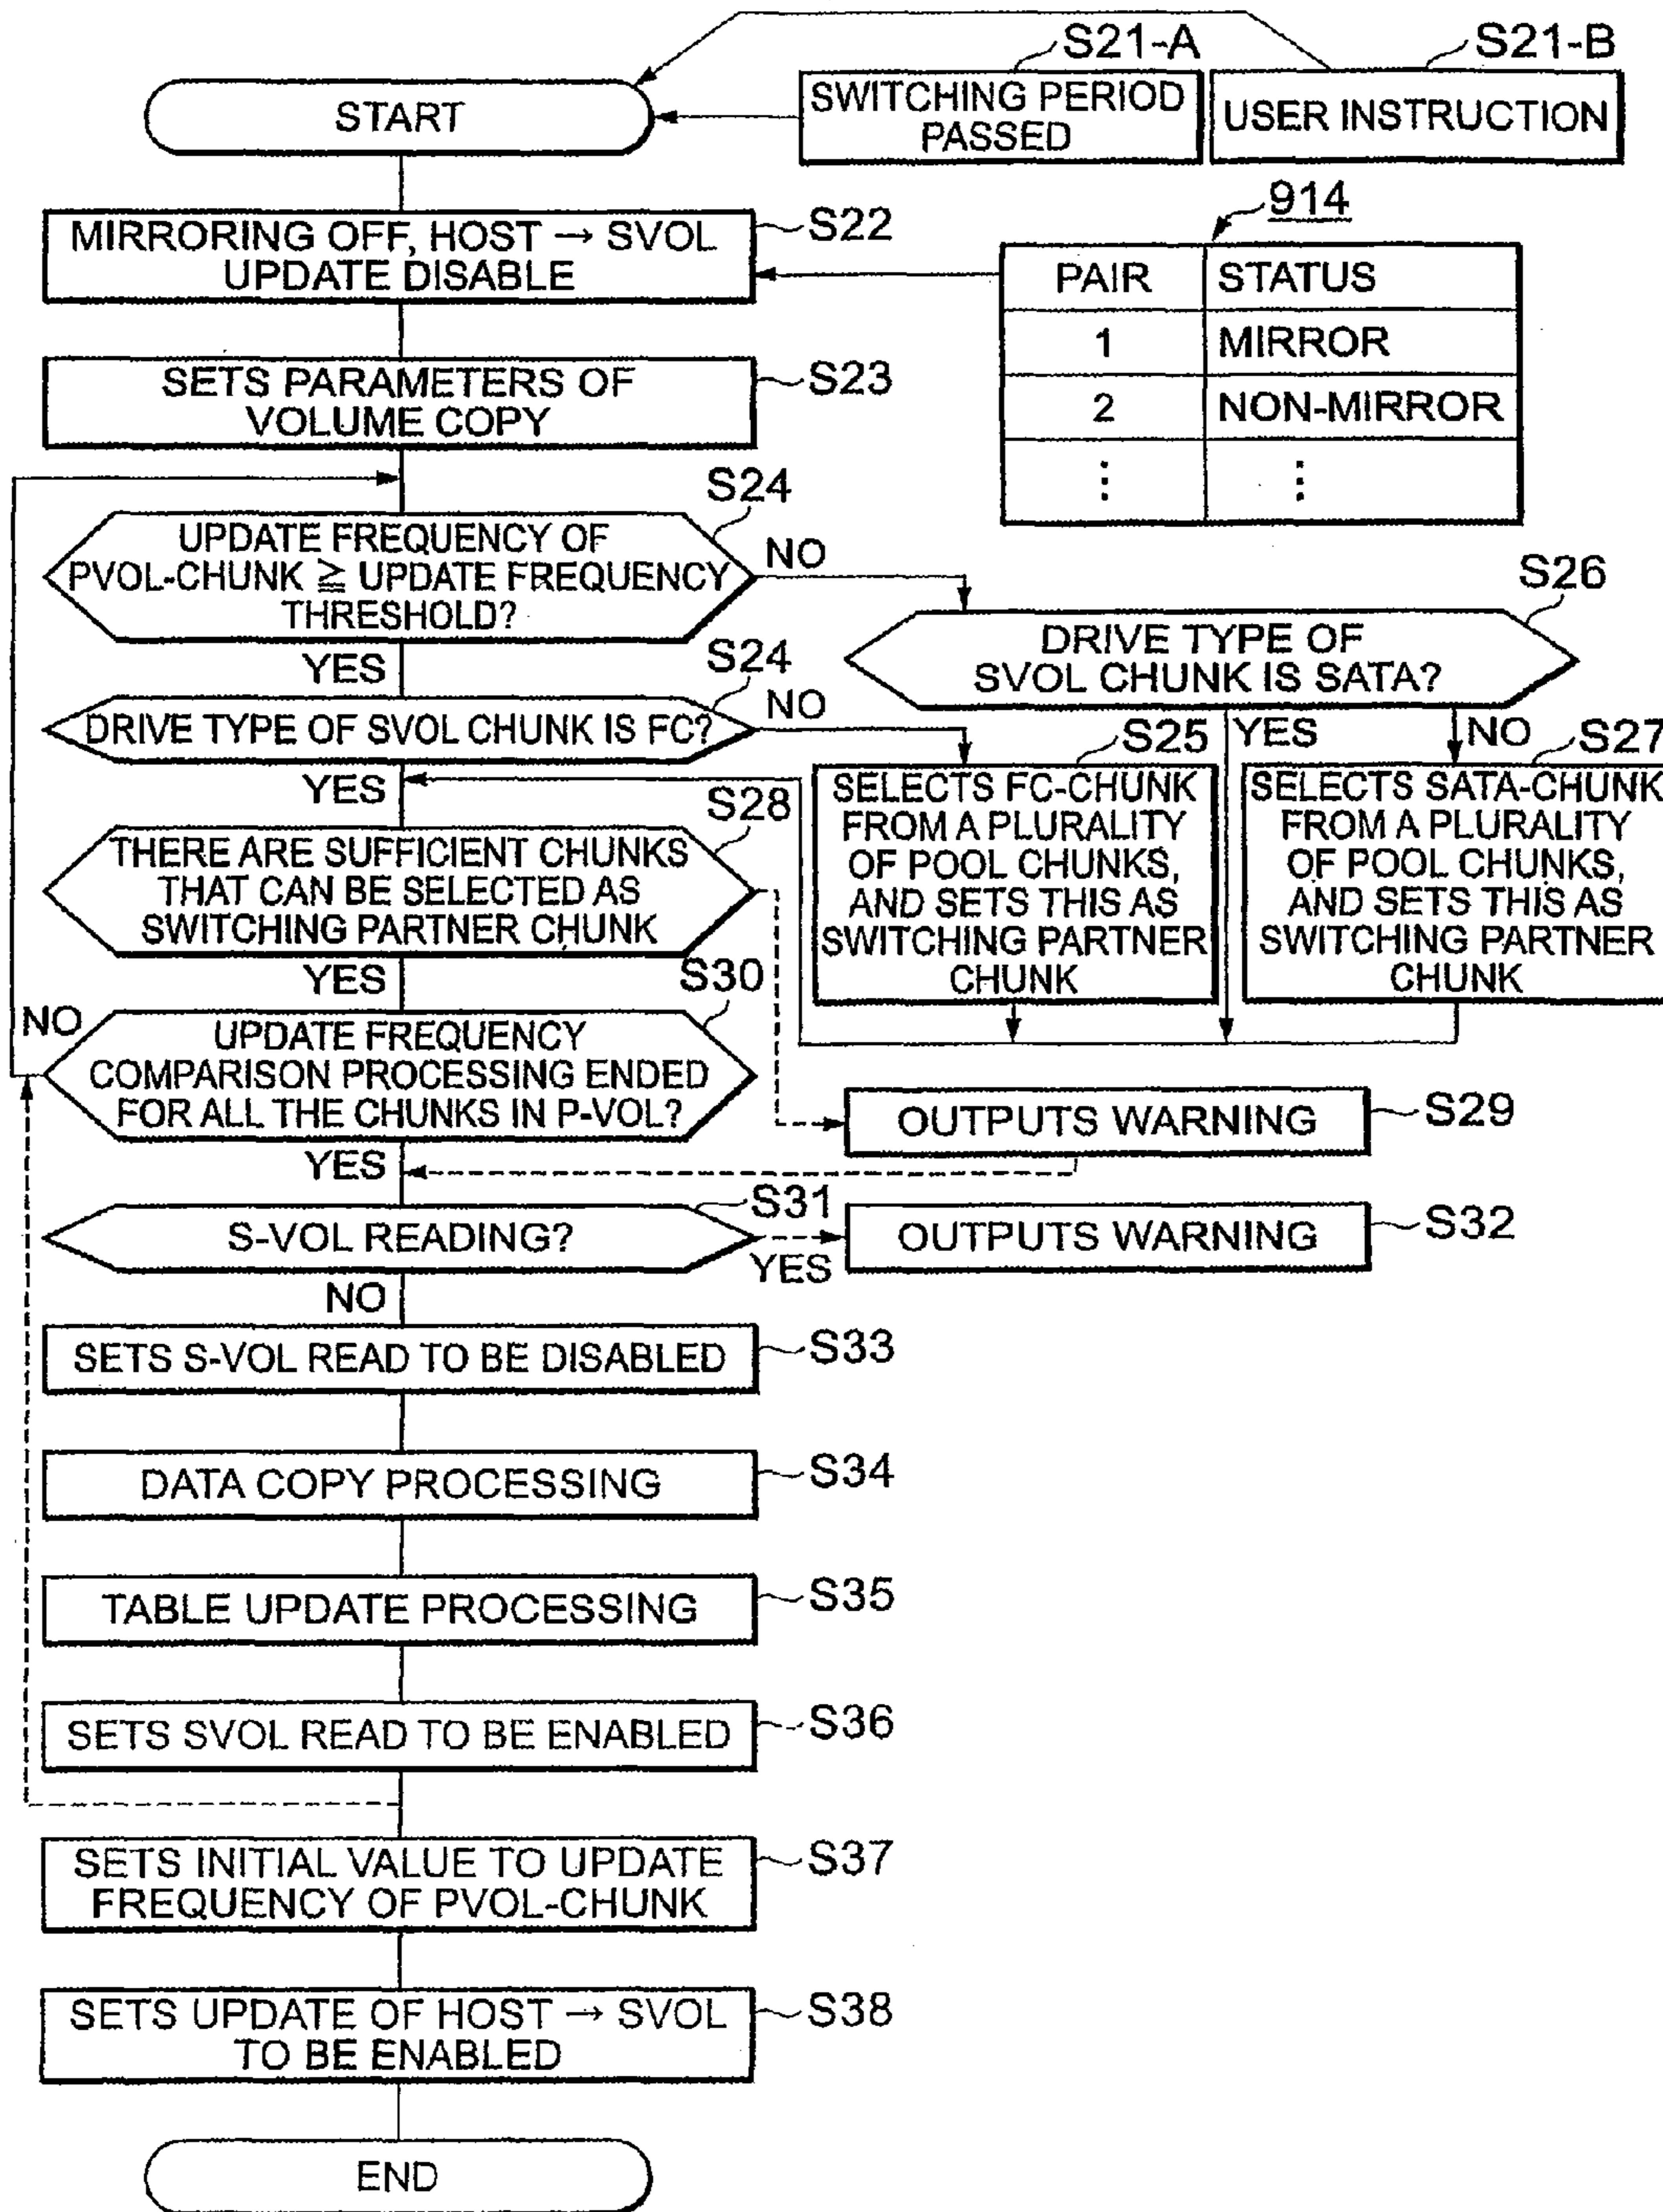 S21-A
S21-B
START
SWITCHING PERIOD
PASSED
USER INSTRUCTION
MIRRORING OFF, HOST → SVOL
UPDATE DISABLE
S22
914
PAIR STATUS
1 MIRROR
2 NON-MIRROR
⋮ ⋮
SETS PARAMETERS OF
VOLUME COPY
S23
S24
UPDATE FREQUENCY OF
PVOL-CHUNK ≧ UPDATE FREQUENCY
THRESHOLD?
NO
YES
S26
DRIVE TYPE OF
SVOL CHUNK IS SATA?
YES
NO
S24
DRIVE TYPE OF SVOL CHUNK IS FC?
NO
YES
S25
SELECTS FC-CHUNK
FROM A PLURALITY
OF POOL CHUNKS,
AND SETS THIS AS
SWITCHING PARTNER
CHUNK
S27
SELECTS SATA-CHUNK
FROM A PLURALITY
OF POOL CHUNKS,
AND SETS THIS AS
SWITCHING PARTNER
CHUNK
S28
THERE ARE SUFFICIENT CHUNKS
THAT CAN BE SELECTED AS
SWITCHING PARTNER CHUNK
YES
S30
NO
UPDATE FREQUENCY
COMPARISON PROCESSING ENDED
FOR ALL THE CHUNKS IN P-VOL?
YES
OUTPUTS WARNING
S29
S31
S-VOL READING?
YES
NO
OUTPUTS WARNING
S32
SETS S-VOL READ TO BE DISABLED
S33
DATA COPY PROCESSING
S34
TABLE UPDATE PROCESSING
S35
SETS SVOL READ TO BE ENABLED
S36
SETS INITIAL VALUE TO UPDATE
FREQUENCY OF PVOL-CHUNK
S37
SETS UPDATE OF HOST → SVOL
TO BE ENABLED
S38
END